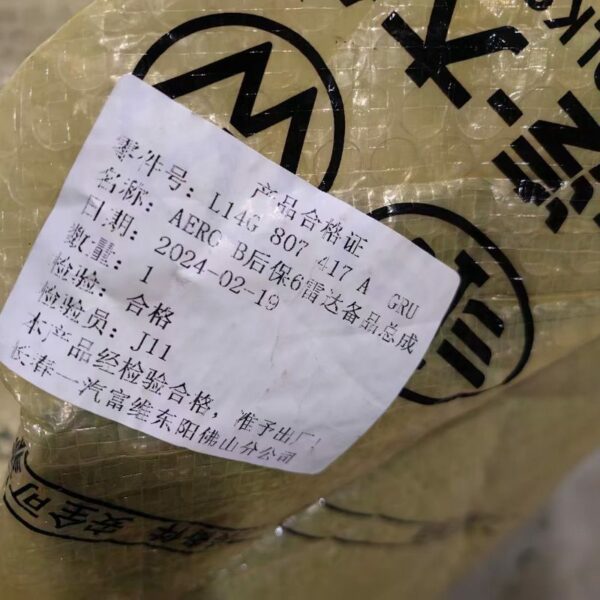 产品合格证
零件号: L14G 807 417 A GRU
名称: AERO B后保6雷达备品总成
日期: 2024-02-19
数量: 1
检验: 合格
检验员: J11
本产品经检验合格, 准予出厂
长春一汽富维东阳佛山分公司
安全可